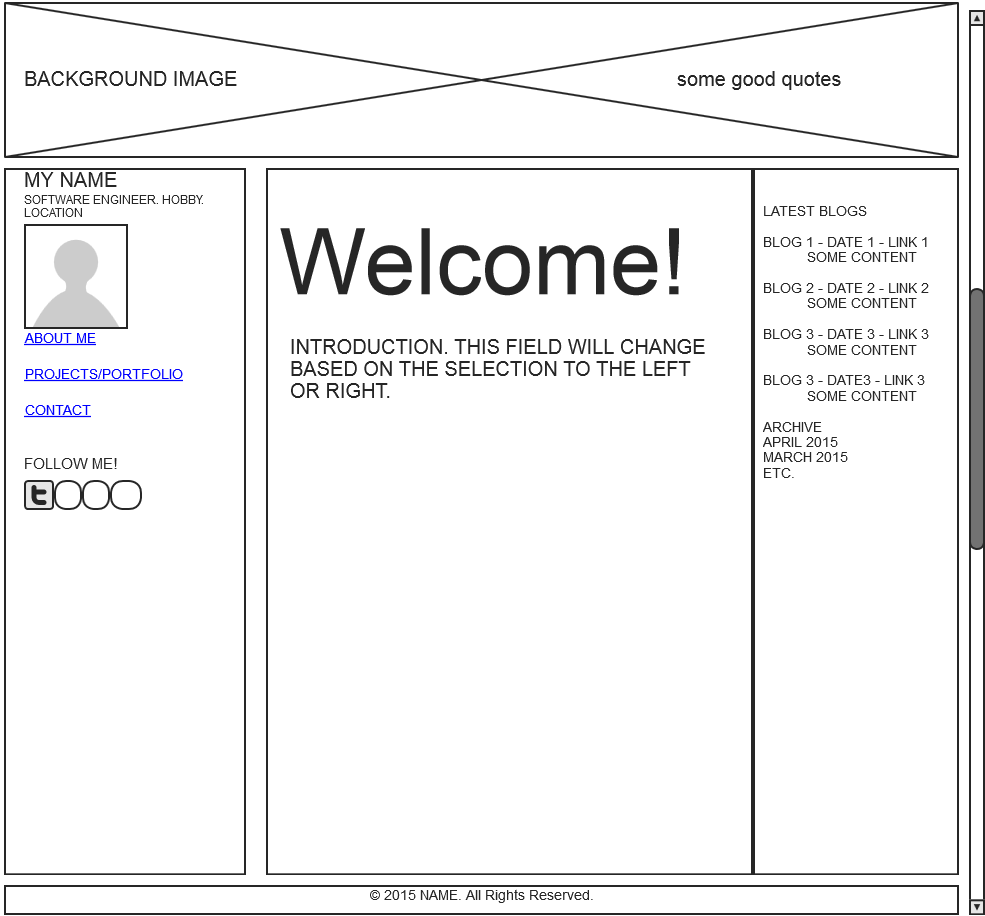 BACKGROUND IMAGE
some good quotes
MY NAME
SOFTWARE ENGINEER. HOBBY.
LOCATION
ABOUT ME
PROJECTS/PORTFOLIO
CONTACT
FOLLOW ME!
t
Welcome!
INTRODUCTION. THIS FIELD WILL CHANGE
BASED ON THE SELECTION TO THE LEFT
OR RIGHT.
LATEST BLOGS
BLOG 1 - DATE 1 - LINK 1
SOME CONTENT
BLOG 2 - DATE 2 - LINK 2
SOME CONTENT
BLOG 3 - DATE 3 - LINK 3
SOME CONTENT
BLOG 3 - DATE3 - LINK 3
SOME CONTENT
ARCHIVE
APRIL 2015
MARCH 2015
ETC.
© 2015 NAME. All Rights Reserved.